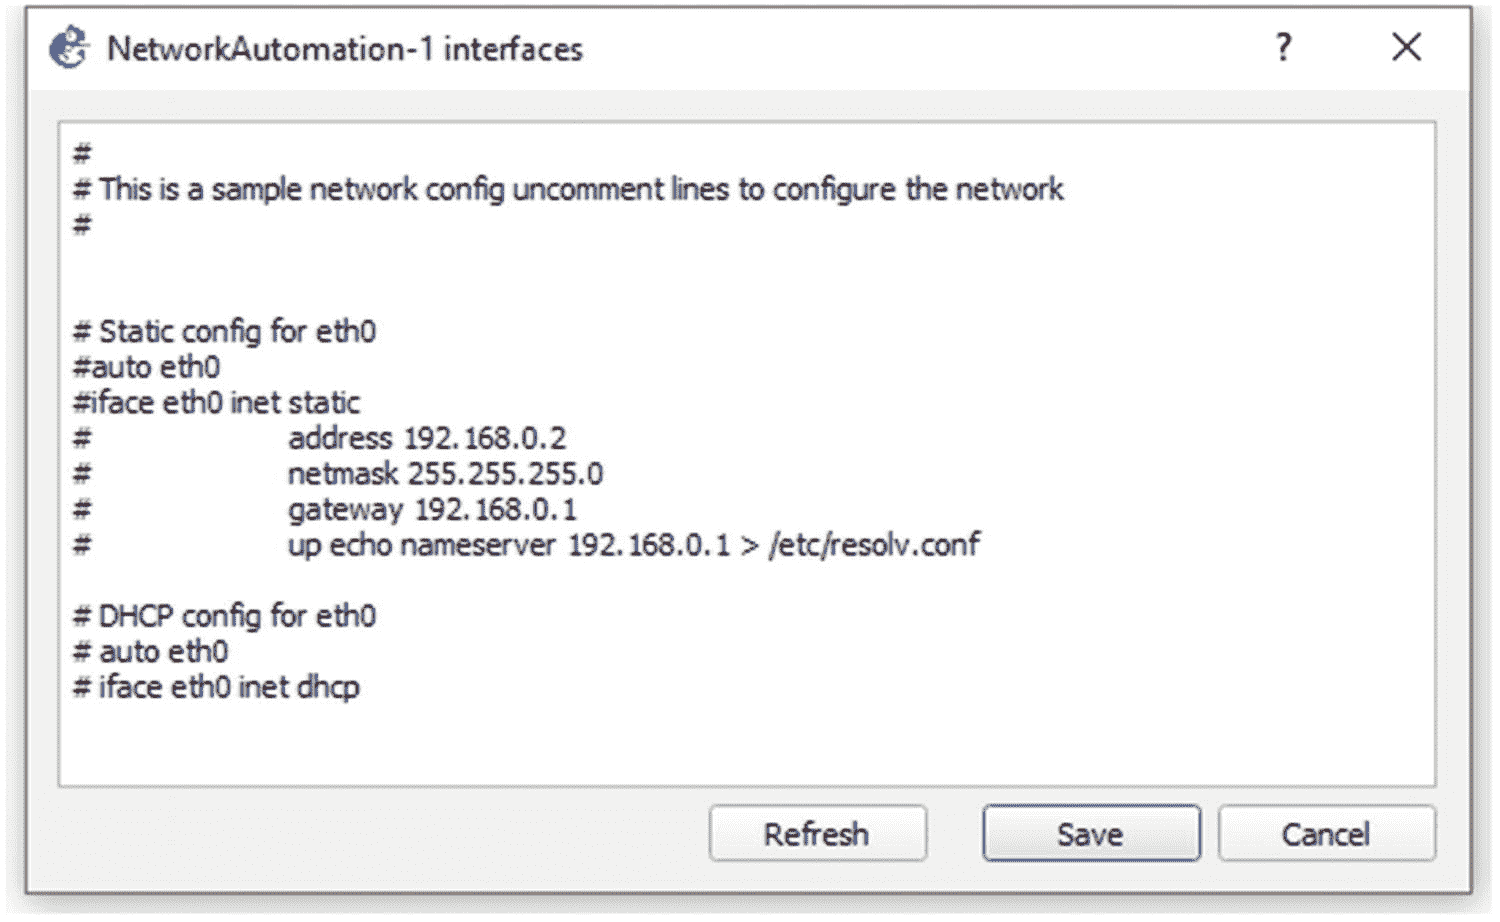 NetworkAutomation-1 interfaces
?
#
# This is a sample network config uncomment lines to configure the network
#
# Static config for eth0
#auto eth0
#iface eth0 inet static
# address 192.168.0.2
# netmask 255.255.255.0
# gateway 192.168.0.1
# up echo nameserver 192.168.0.1 > /etc/resolv.conf
# DHCP config for eth0
# auto eth0
# iface eth0 inet dhcp
Refresh Save Cancel